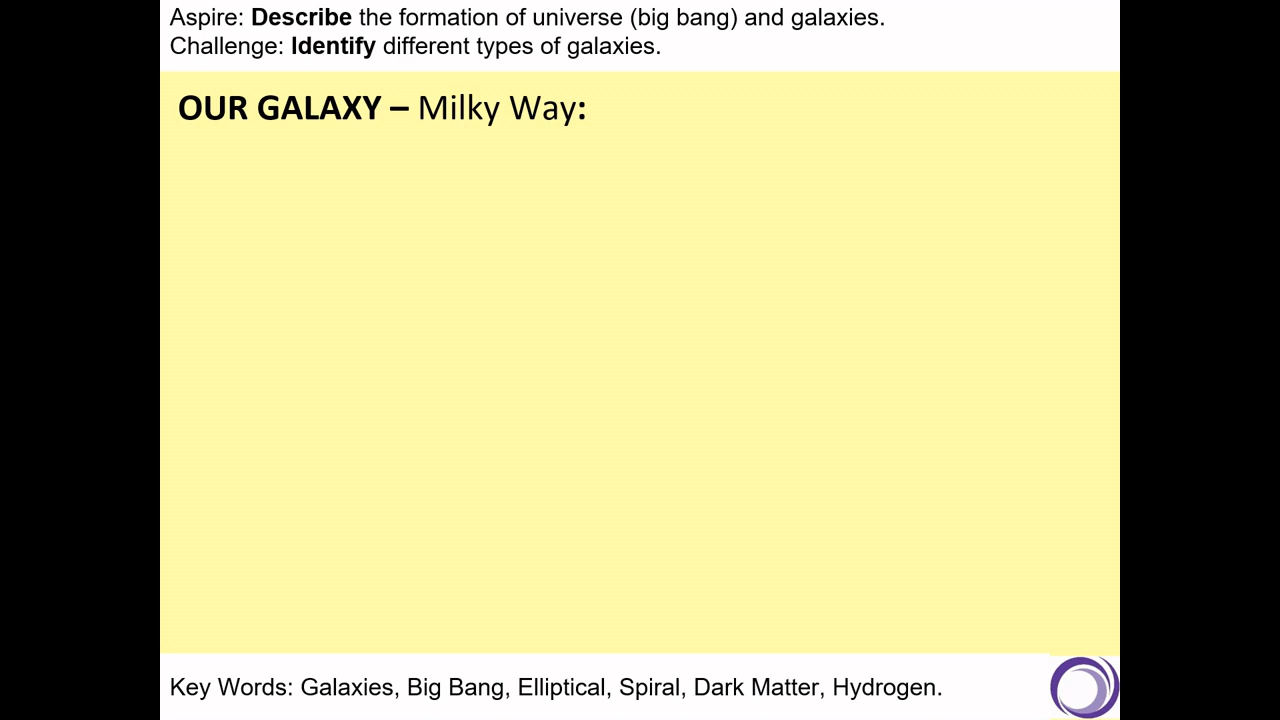 Aspire: Describe the formation of universe (big bang) and galaxies.
Challenge: Identify different types of galaxies.
OUR GALAXY – Milky Way:
Key Words: Galaxies, Big Bang, Elliptical, Spiral, Dark Matter, Hydrogen.